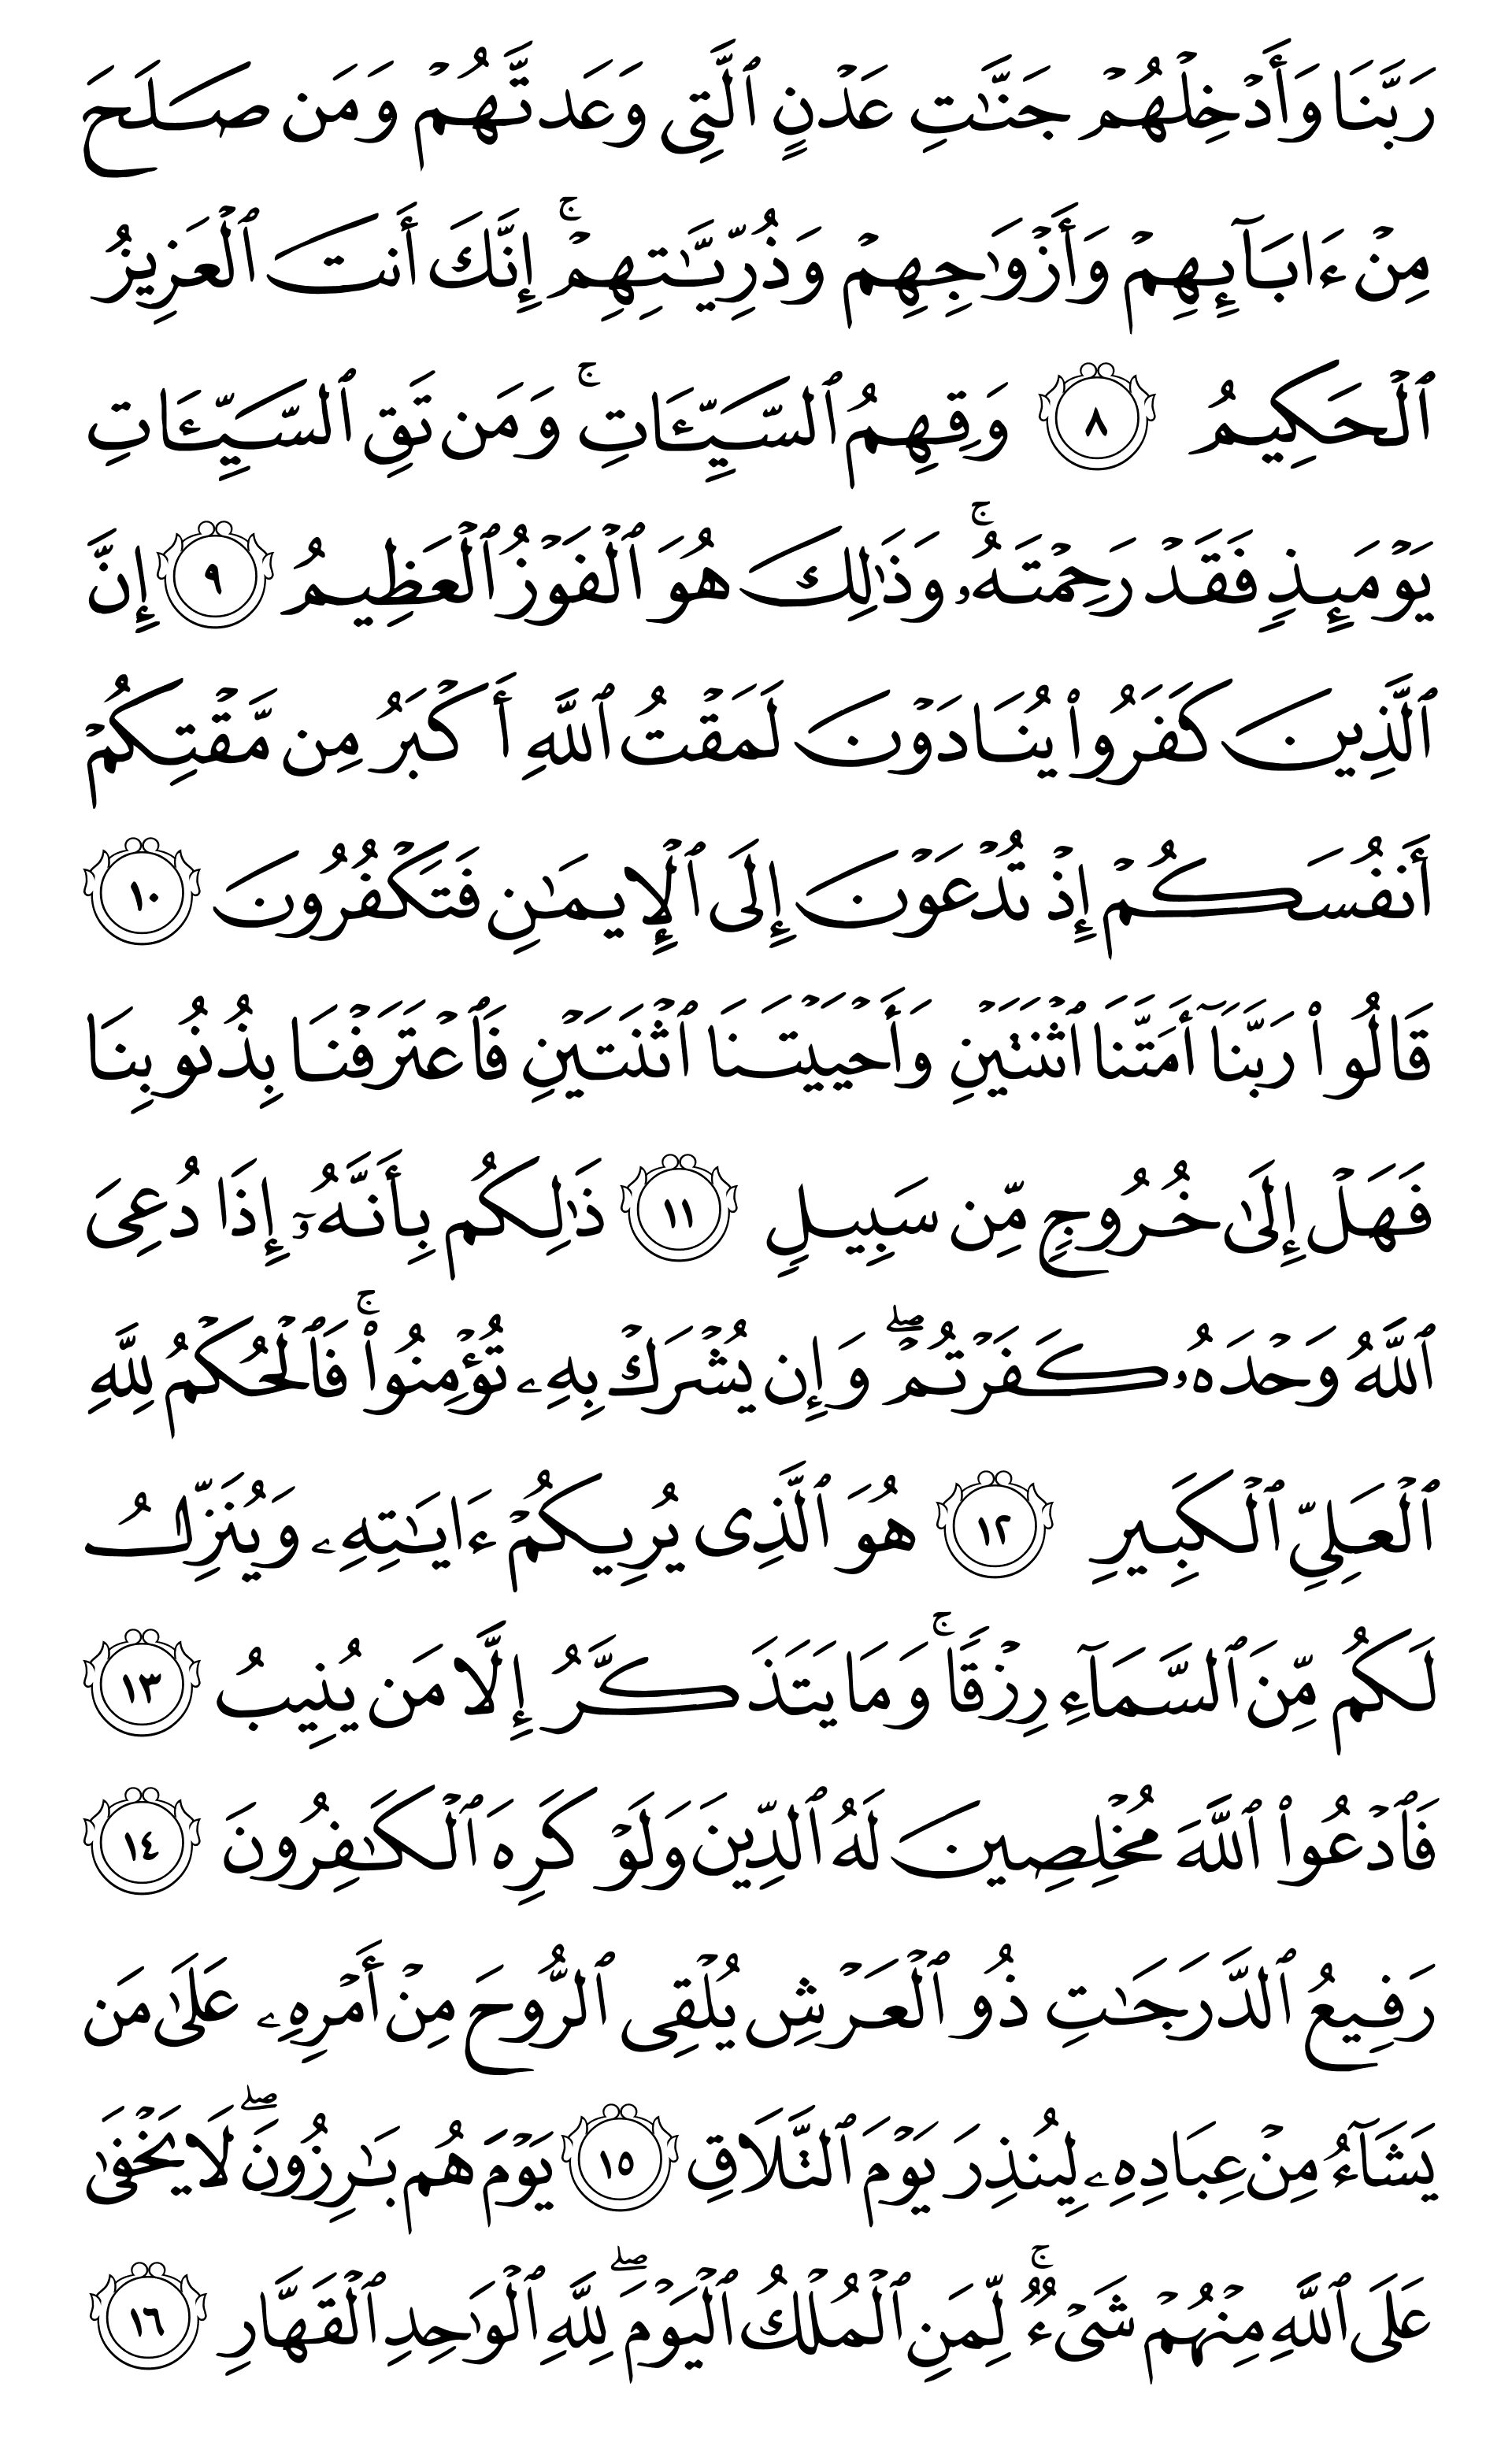 رَبَّنَا وَأَدۡخِلۡهُمۡ جَنَّٰتِ عَدۡنٍ ٱلَّتِي وَعَدتَّهُمۡ وَمَن صَلَحَ
مِنۡ ءَابَآئِهِمۡ وَأَزۡوَٰجِهِمۡ وَذُرِّيَّٰتِهِمۡۚ إِنَّكَ أَنتَ ٱلۡعَزِيزُ
ٱلۡحَكِيمُ ٨ وَقِهِمُ ٱلسَّيِّـَٔاتِۚ وَمَن تَقِ ٱلسَّيِّـَٔاتِ
يَوۡمَئِذٍ فَقَدۡ رَحِمۡتَهُۥۚ وَذَٰلِكَ هُوَ ٱلۡفَوۡزُ ٱلۡعَظِيمُ ٩ إِنَّ
ٱلَّذِينَ كَفَرُواْ يُنَادَوۡنَ لَمَقۡتُ ٱللَّهِ أَكۡبَرُ مِن مَّقۡتِكُمۡ
أَنفُسَكُمۡ إِذۡ تُدۡعَوۡنَ إِلَى ٱلۡإِيمَٰنِ فَتَكۡفُرُونَ ١٠
قَالُواْ رَبَّنَآ أَمَتَّنَا ٱثۡنَتَيۡنِ وَأَحۡيَيۡتَنَا ٱثۡنَتَيۡنِ فَٱعۡتَرَفۡنَا بِذُنُوبِنَا
فَهَلۡ إِلَىٰ خُرُوجٖ مِّن سَبِيلٖ ١١ ذَٰلِكُم بِأَنَّهُۥٓ إِذَا دُعِيَ
ٱللَّهُ وَحۡدَهُۥ كَفَرۡتُمۡۖ وَإِن يُشۡرَكۡ بِهِۦ تُؤۡمِنُواْۚ فَٱلۡحُكۡمُ لِلَّهِ
ٱلۡعَلِيِّ ٱلۡكَبِيرِ ١٢ هُوَ ٱلَّذِي يُرِيكُمۡ ءَايَٰتِهِۦ وَيُنَزِّلُ
لَكُم مِّنَ ٱلسَّمَآءِ رِزۡقٗاۚ وَمَا يَتَذَكَّرُ إِلَّا مَن يُنِيبُ ١٣
فَٱدۡعُواْ ٱللَّهَ مُخۡلِصِينَ لَهُ ٱلدِّينَ وَلَوۡ كَرِهَ ٱلۡكَٰفِرُونَ ١٤
رَفِيعُ ٱلدَّرَجَٰتِ ذُو ٱلۡعَرۡشِ يُلۡقِي ٱلرُّوحَ مِنۡ أَمۡرِهِۦ عَلَىٰ مَن
يَشَآءُ مِنۡ عِبَادِهِۦ لِيُنذِرَ يَوۡمَ ٱلتَّلَاقِ ١٥ يَوۡمَ هُم بَٰرِزُونَۖ لَا يَخۡفَىٰ
عَلَى ٱللَّهِ مِنۡهُمۡ شَيۡءٞۚ لِّمَنِ ٱلۡمُلۡكُ ٱلۡيَوۡمَۖ لِلَّهِ ٱلۡوَٰحِدِ ٱلۡقَهَّارِ ١٦